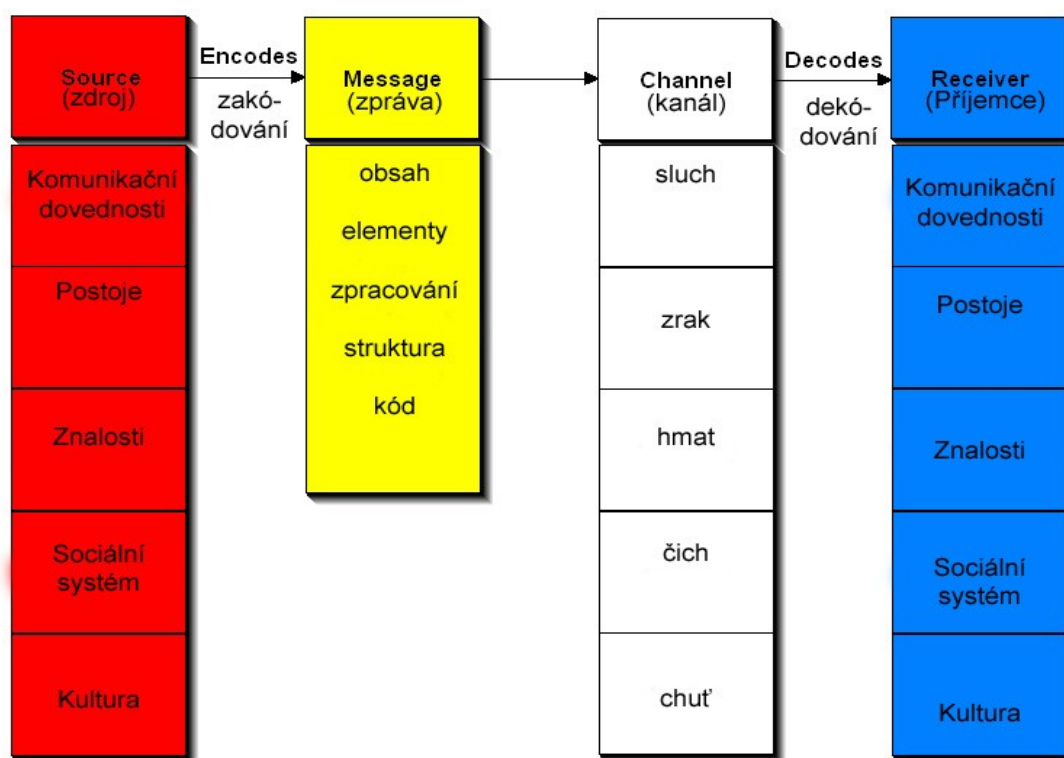 Source
(zdroj)
Encodes
zakó-
dování
Message
(zpráva)
Channel
(kanál)
Decodes
dekó-
dování
Receiver
(Příjemce)
Komunikační
dovednosti
Postoje
Znalosti
Sociální
systém
Kultura
obsah
elementy
zpracování
struktura
kód
sluch
zrak
hmat
čich
chuť
Komunikační
dovednosti
Postoje
Znalosti
Sociální
systém
Kultura